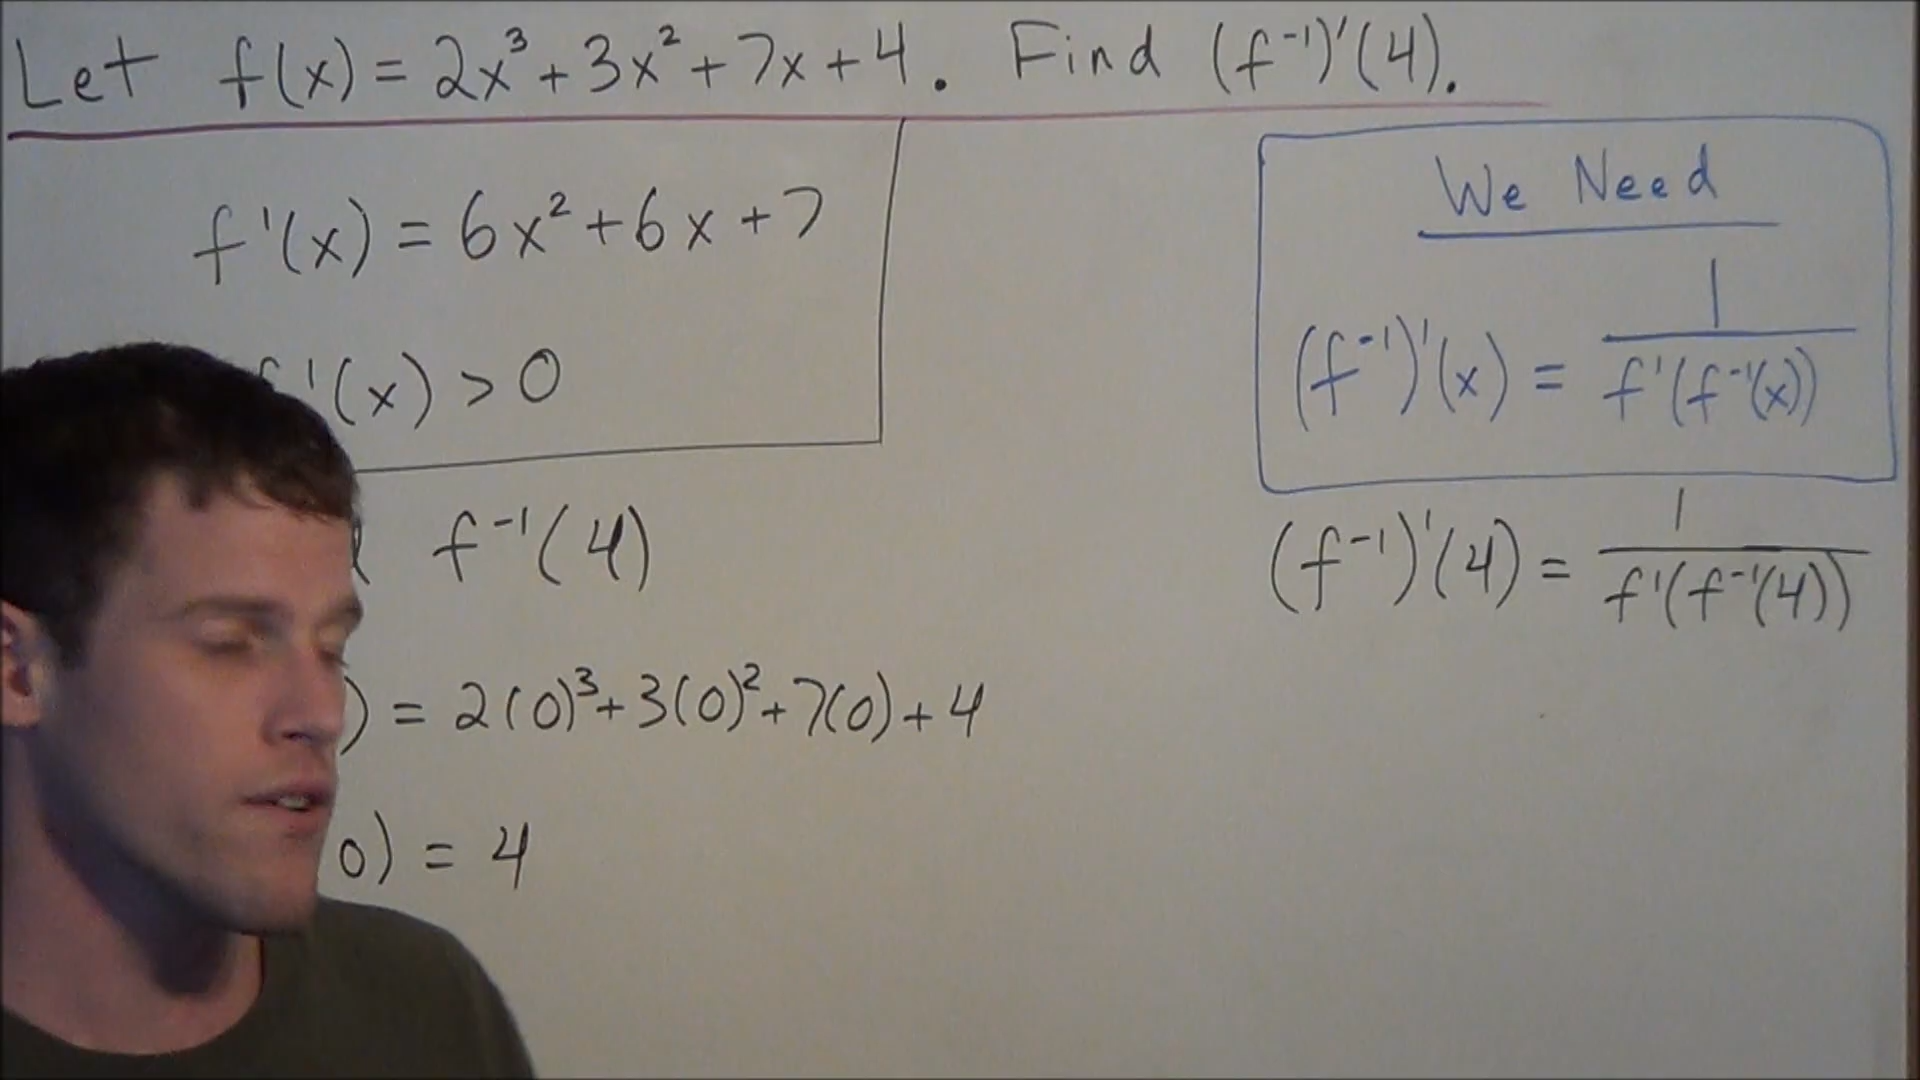 Let f(x) = 2x³ + 3x² + 7x + 4. Find (f⁻¹)'(4).
f'(x) = 6x² + 6x + 7
'(x) > 0
f⁻¹(4)
) = 2(0)³ + 3(0)² + 7(0) + 4
0) = 4
We Need
(f⁻¹)'(x) = 1/f'(f⁻¹(x))
(f⁻¹)'(4) = 1/f'(f⁻¹(4))